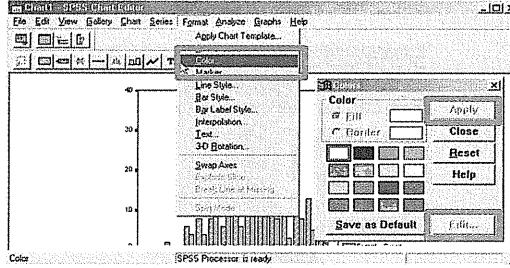 Chart1 - SPSS Chart Editor
File Edit View Gallery Chart Series Format Analyze Graphs Help
Apply Chart Template...
Color...
Marker...
Line Style...
Bar Style...
Bar Label Style...
Interpolation...
Text...
3-D Rotation...
Swap Axes
Explode Slice
Break Line at Missing
Spin Mode
40
30
20
10
Color
Fill
Border
Apply
Close
Reset
Help
Save as Default
Edit...
Color
SPSS Processor is ready